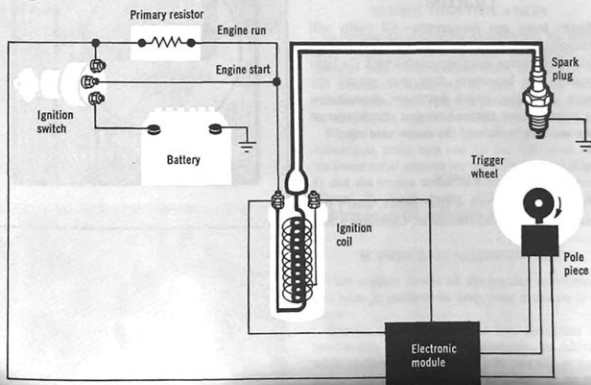 Primary resistor
Engine run
Engine start
Spark
plug
Ignition
switch
Battery
Trigger
wheel
Ignition
coil
Pole
piece
Electronic
module